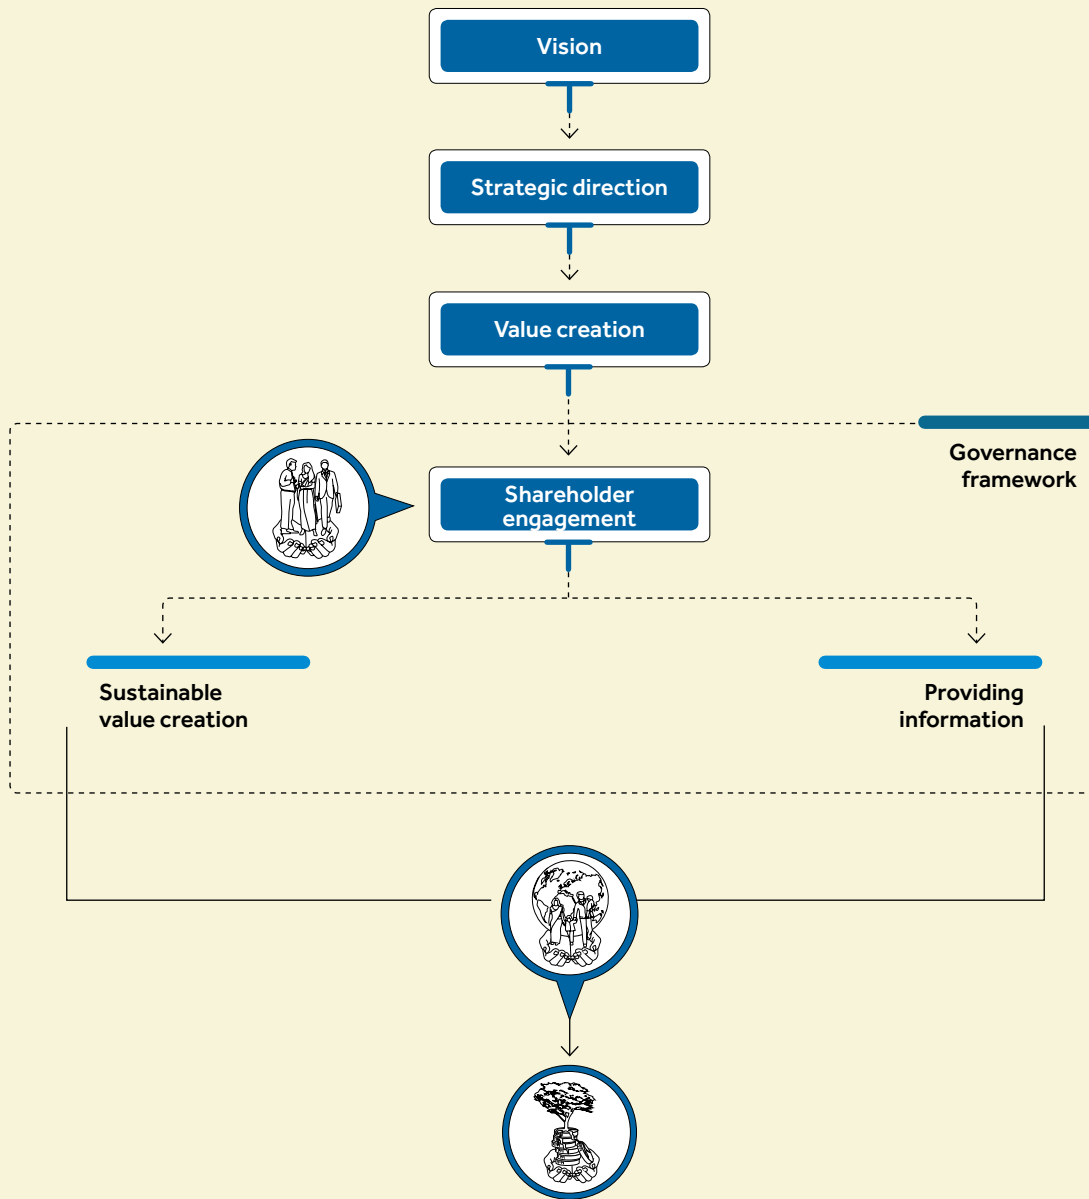 Vision
Strategic direction
Value creation
Governance
framework
Shareholder
engagement
Sustainable
value creation
Providing
information